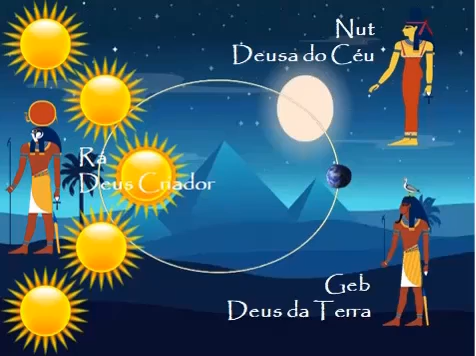 Nut
Deusa do Céu
Rá
Deus Criador
Geb
Deus da Terra